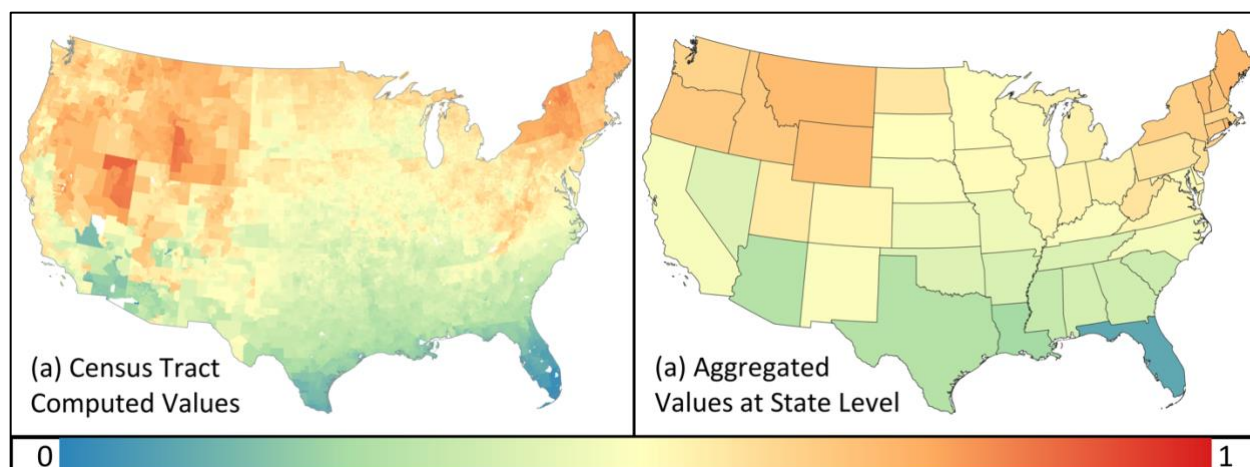 (a) Census Tract
Computed Values
(a) Aggregated
Values at State Level
0
1